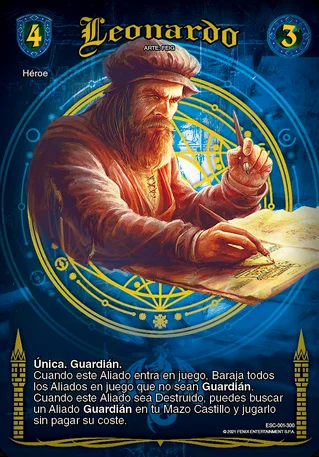 4
Leonardo
3
ARTE: FEIG
Héroe
Única. Guardián.
Cuando este Aliado entra en juego, Baraja todos
los Aliados en juego que no sean Guardián.
Cuando este Aliado sea Destruido, puedes buscar
un Aliado Guardián en tu Mazo Castillo y jugarlo
sin pagar su coste.
ESC-001-300
© 2021 FENIX ENTERTAINMENT S.P.A.